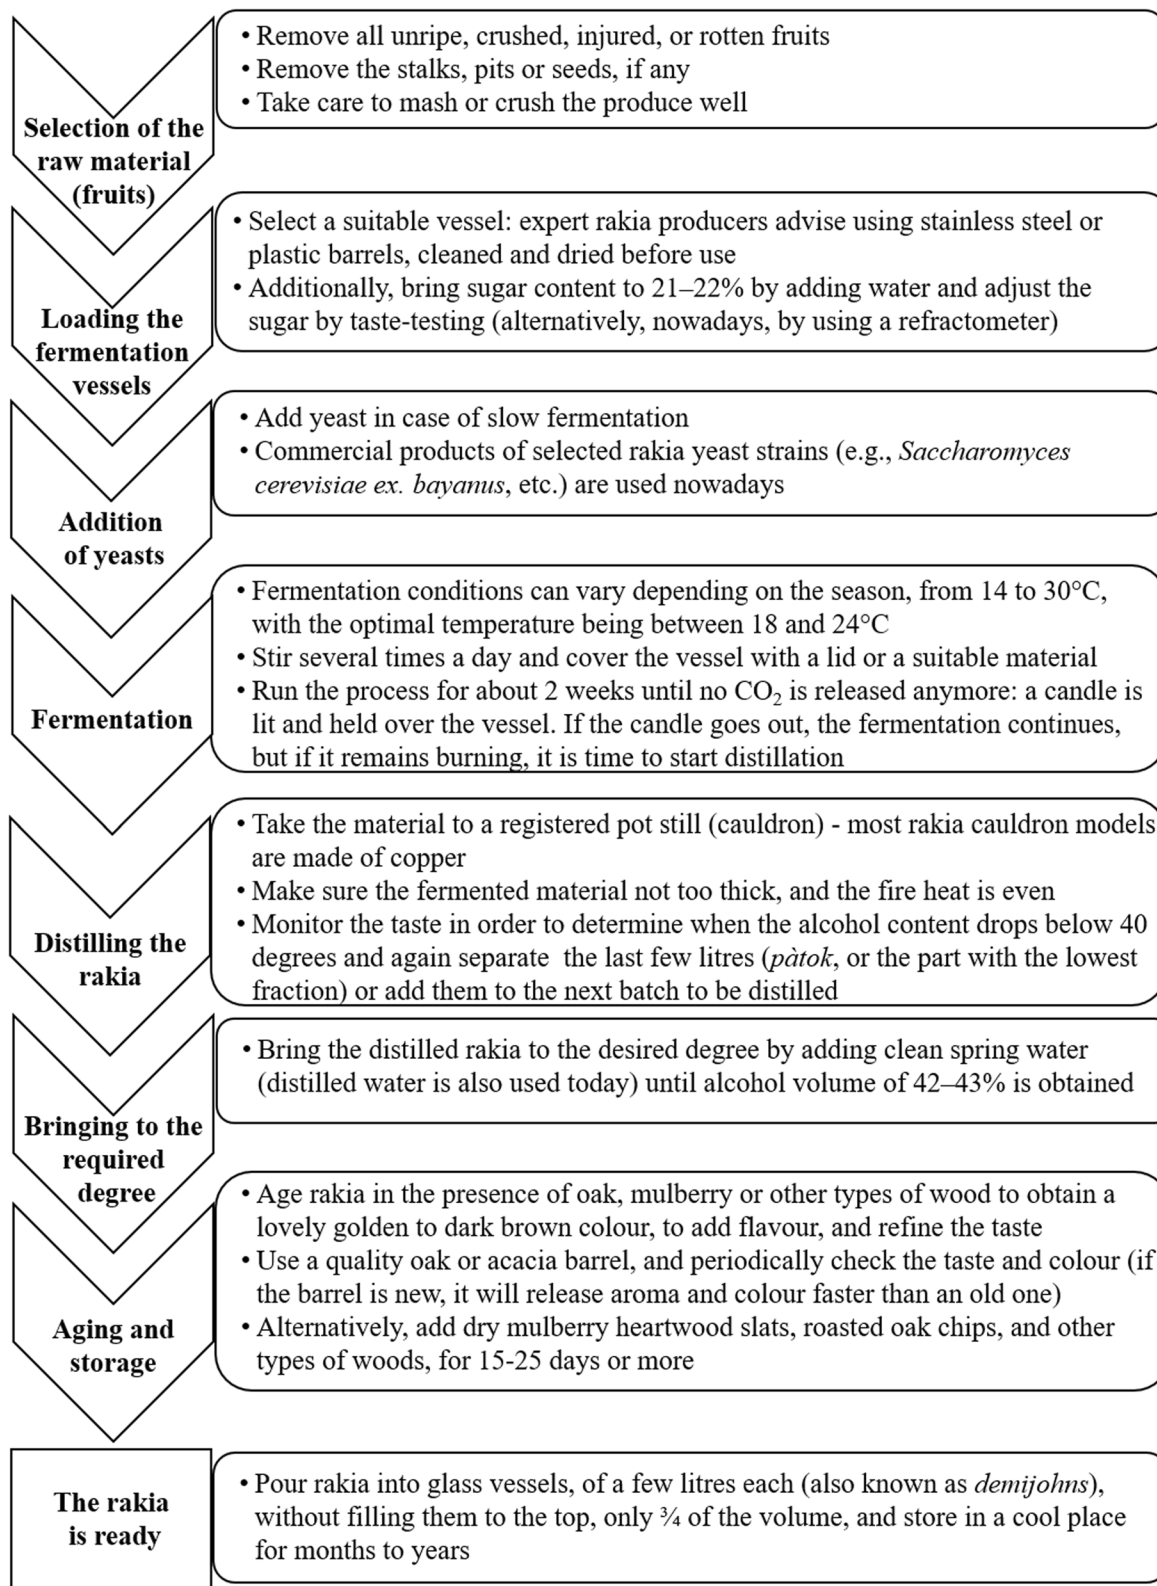 • Remove all unripe, crushed, injured, or rotten fruits
• Remove the stalks, pits or seeds, if any
• Take care to mash or crush the produce well
Selection of the
raw material
(fruits)
• Select a suitable vessel: expert rakia producers advise using stainless steel or
plastic barrels, cleaned and dried before use
• Additionally, bring sugar content to 21–22% by adding water and adjust the
sugar by taste-testing (alternatively, nowadays, by using a refractometer)
Loading the
fermentation
vessels
• Add yeast in case of slow fermentation
• Commercial products of selected rakia yeast strains (e.g., Saccharomyces
cerevisiae ex. bayanus, etc.) are used nowadays
Addition
of yeasts
• Fermentation conditions can vary depending on the season, from 14 to 30°C,
with the optimal temperature being between 18 and 24°C
• Stir several times a day and cover the vessel with a lid or a suitable material
• Run the process for about 2 weeks until no CO₂ is released anymore: a candle is
lit and held over the vessel. If the candle goes out, the fermentation continues,
but if it remains burning, it is time to start distillation
Fermentation
• Take the material to a registered pot still (cauldron) - most rakia cauldron models
are made of copper
• Make sure the fermented material not too thick, and the fire heat is even
• Monitor the taste in order to determine when the alcohol content drops below 40
degrees and again separate the last few litres (pàtok, or the part with the lowest
fraction) or add them to the next batch to be distilled
Distilling the
rakia
• Bring the distilled rakia to the desired degree by adding clean spring water
(distilled water is also used today) until alcohol volume of 42–43% is obtained
Bringing to the
required
degree
• Age rakia in the presence of oak, mulberry or other types of wood to obtain a
lovely golden to dark brown colour, to add flavour, and refine the taste
• Use a quality oak or acacia barrel, and periodically check the taste and colour (if
the barrel is new, it will release aroma and colour faster than an old one)
• Alternatively, add dry mulberry heartwood slats, roasted oak chips, and other
types of woods, for 15-25 days or more
Aging and
storage
• Pour rakia into glass vessels, of a few litres each (also known as demijohns),
without filling them to the top, only ¾ of the volume, and store in a cool place
for months to years
The rakia
is ready